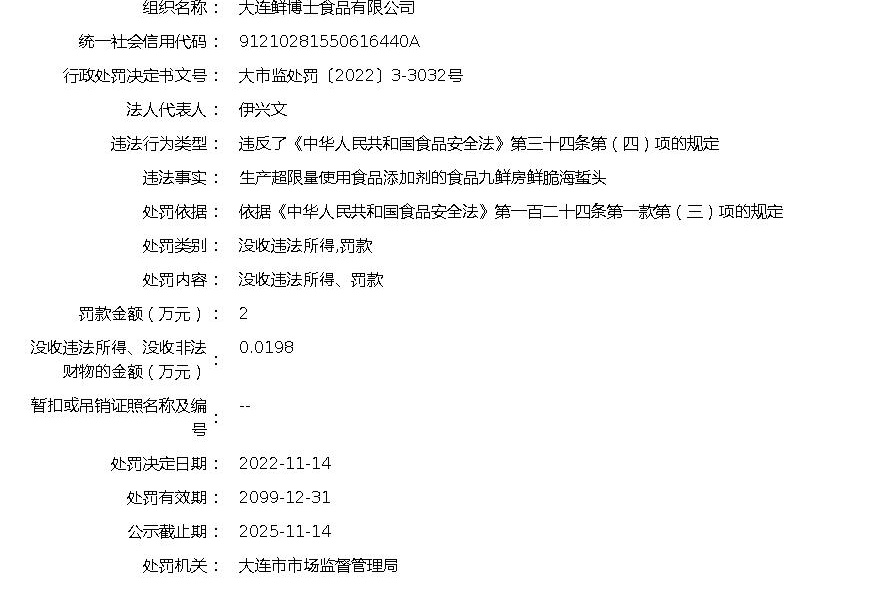 组织名称： 大连鲜博士食品有限公司
统一社会信用代码： 91210281550616440A
行政处罚决定书文号： 大市监处罚〔2022〕3-3032号
法人代表人： 伊兴文
违法行为类型： 违反了《中华人民共和国食品安全法》第三十四条第（四）项的规定
违法事实： 生产超限量使用食品添加剂的食品九鲜房鲜脆海蜇头
处罚依据： 依据《中华人民共和国食品安全法》第一百二十四条第一款第（三）项的规定
处罚类别： 没收违法所得,罚款
处罚内容： 没收违法所得、罚款
罚款金额（万元）： 2
没收违法所得、没收非法
财物的金额（万元）： 0.0198
暂扣或吊销证照名称及编
号： --
处罚决定日期： 2022-11-14
处罚有效期： 2099-12-31
公示截止期： 2025-11-14
处罚机关： 大连市市场监督管理局